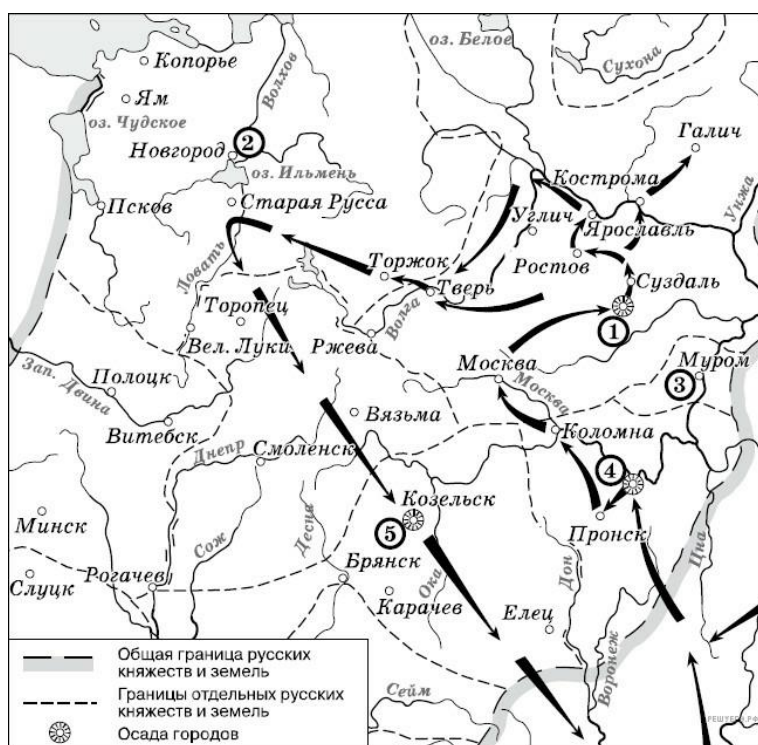 оз. Белое
Сухона
Копорье
Волхов
Ям
оз. Чудское
Галич
②
Новгород
оз. Ильмень
Кострома
Унжа
Псков
Старая Русса
Углич
Ярославль
Ловать
Торжок
Ростов
Тверь
Суздаль
Торопец
Волга
①
Вел. Луки
Ржева
Москва
Муром
Зап. Двина
Полоцк
Москва
③
Вязьма
Витебск
Коломна
Днепр
Смоленск
④
Козельск
Минск
Десна
⑤
Пронск
Цна
Сож
Брянск
Дон
Слуцк
Рогачев
Ока
Карачев
Елец
Воронеж
Сейм
Общая граница русских
княжеств и земель
Границы отдельных русских
княжеств и земель
Осада городов
РЕШУЕГЭ.РФ